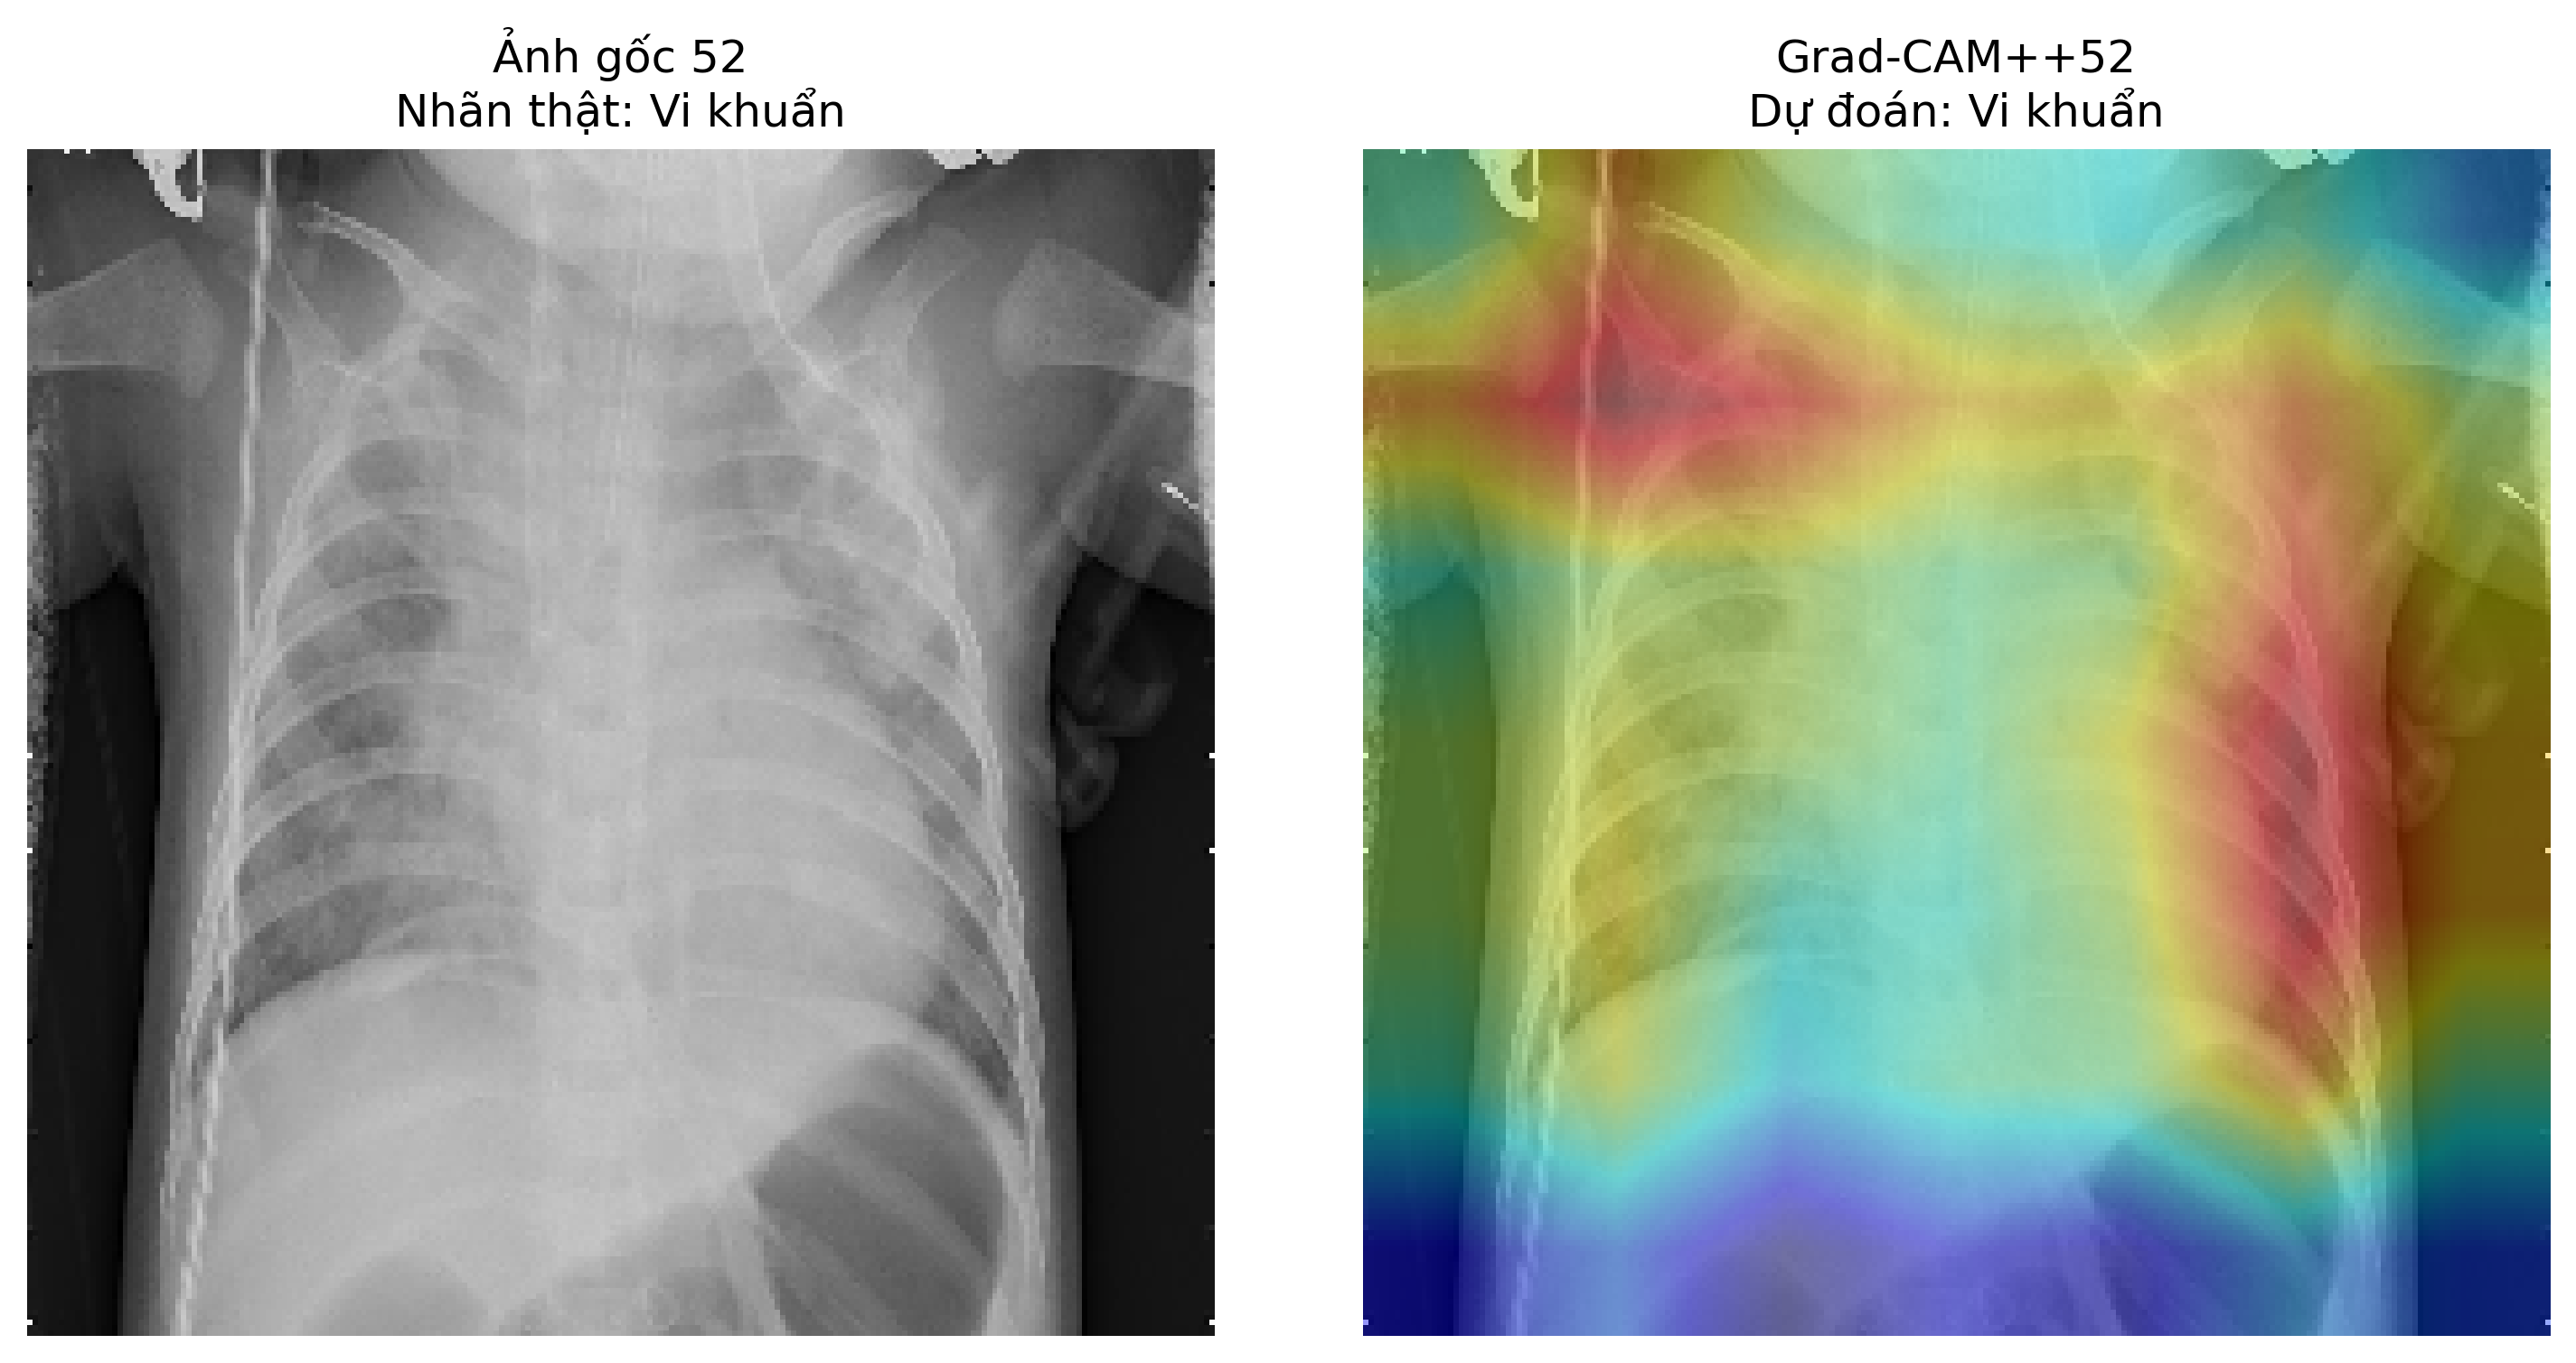 Ảnh gốc 52
Nhãn thật: Vi khuẩn
Grad-CAM++52
Dự đoán: Vi khuẩn